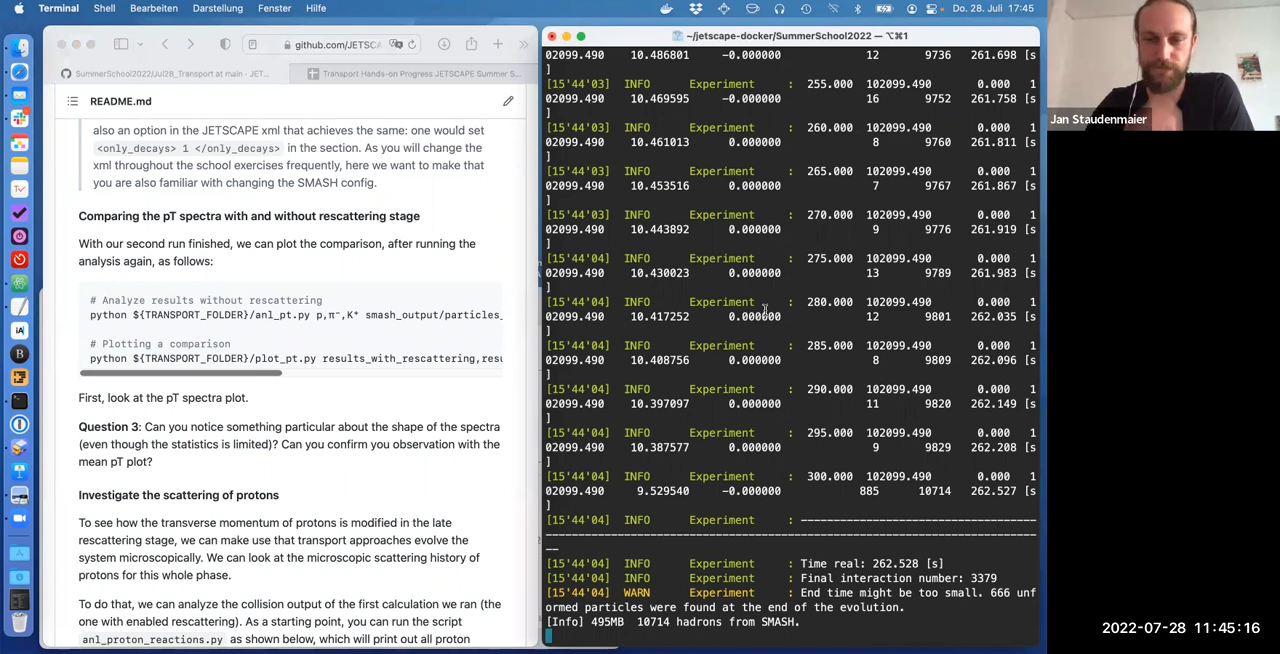 Terminal Shell Bearbeiten Darstellung Fenster Hilfe
Do. 28. Juli 17:45
github.com/JETSCA
SummerSchool2022/Jul28_Transport at main · JET...
Transport Hands-on Progress JETSCAPE Summer S...
README.md
also an option in the JETSCAPE xml that achieves the same: one would set
<only_decays> 1 </only_decays> in the section. As you will change the
xml throughout the school exercises frequently, here we want to make that
you are also familiar with changing the SMASH config.
Comparing the pT spectra with and without rescattering stage
With our second run finished, we can plot the comparison, after running the
analysis again, as follows:
# Analyze results without rescattering
python ${TRANSPORT_FOLDER}/anl_pt.py p,π⁻,K⁺ smash_output/particles_
# Plotting a comparison
python ${TRANSPORT_FOLDER}/plot_pt.py results_with_rescattering,resu
First, look at the pT spectra plot.
Question 3: Can you notice something particular about the shape of the spectra
(even though the statistics is limited)? Can you confirm you observation with the
mean pT plot?
Investigate the scattering of protons
To see how the transverse momentum of protons is modified in the late
rescattering stage, we can make use that transport approaches evolve the
system microscopically. We can look at the microscopic scattering history of
protons for this whole phase.
To do that, we can analyze the collision output of the first calculation we ran (the
one with enabled rescattering). As a starting point, you can run the script
anl_proton_reactions.py as shown below, which will print out all proton
~/jetscape-docker/SummerSchool2022 — ⌥⌘1
02099.490 10.486801 −0.000000 12 9736 261.698 [s
]
[15'44'03] INFO Experiment : 255.000 102099.490 0.000 1
02099.490 10.469595 −0.000000 16 9752 261.758 [s
]
[15'44'03] INFO Experiment : 260.000 102099.490 0.000 1
02099.490 10.461013 0.000000 8 9760 261.811 [s
]
[15'44'03] INFO Experiment : 265.000 102099.490 0.000 1
02099.490 10.453516 0.000000 7 9767 261.867 [s
]
[15'44'03] INFO Experiment : 270.000 102099.490 0.000 1
02099.490 10.443892 0.000000 9 9776 261.919 [s
]
[15'44'03] INFO Experiment : 275.000 102099.490 0.000 1
02099.490 10.430023 0.000000 13 9789 261.983 [s
]
[15'44'04] INFO Experiment : 280.000 102099.490 0.000 1
02099.490 10.417252 0.000000 12 9801 262.035 [s
]
[15'44'04] INFO Experiment : 285.000 102099.490 0.000 1
02099.490 10.408756 0.000000 8 9809 262.096 [s
]
[15'44'04] INFO Experiment : 290.000 102099.490 0.000 1
02099.490 10.397097 0.000000 11 9820 262.149 [s
]
[15'44'04] INFO Experiment : 295.000 102099.490 0.000 1
02099.490 10.387577 0.000000 9 9829 262.208 [s
]
[15'44'04] INFO Experiment : 300.000 102099.490 0.000 1
02099.490 9.529540 −0.000000 885 10714 262.527 [s
]
[15'44'04] INFO Experiment : ------------------------------------
------------------------------------------------------------------------
--
[15'44'04] INFO Experiment : Time real: 262.528 [s]
[15'44'04] INFO Experiment : Final interaction number: 3379
[15'44'04] WARN Experiment : End time might be too small. 666 unf
ormed particles were found at the end of the evolution.
[Info] 495MB 10714 hadrons from SMASH.
Jan Staudenmaier
2022-07-28 11:45:16